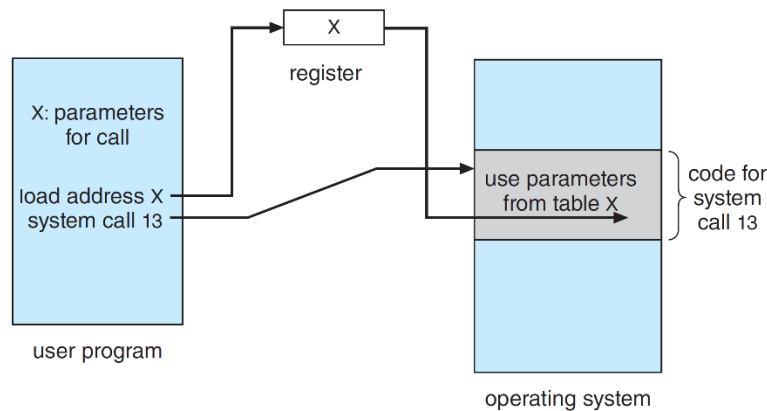 X
register
X: parameters
for call
load address X
system call 13
user program
use parameters
from table X
code for
system
call 13
operating system